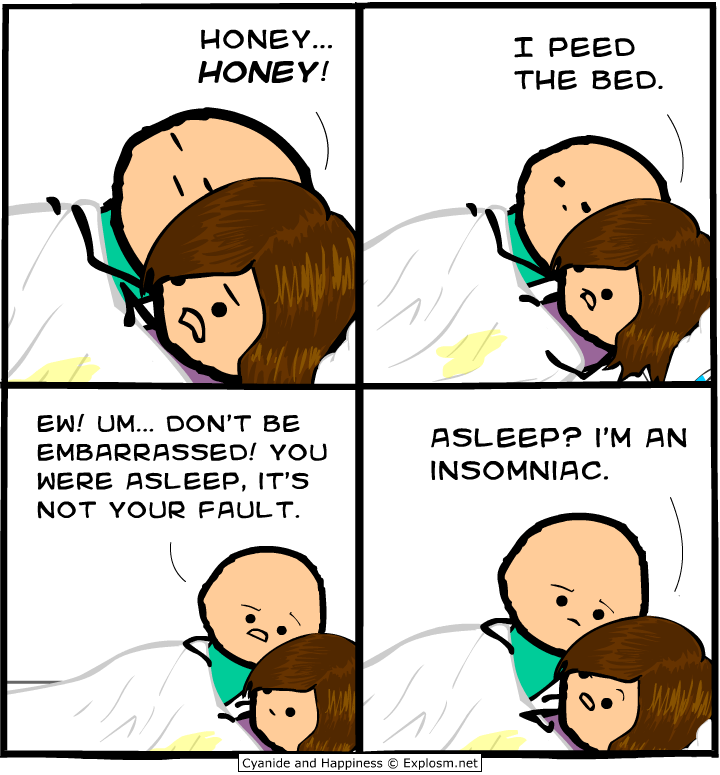 HONEY...
HONEY!
I PEED
THE BED.
EW! UM... DON'T BE
EMBARRASSED! YOU
WERE ASLEEP, IT'S
NOT YOUR FAULT.
ASLEEP? I'M AN
INSOMNIAC.
Cyanide and Happiness © Explosm.net